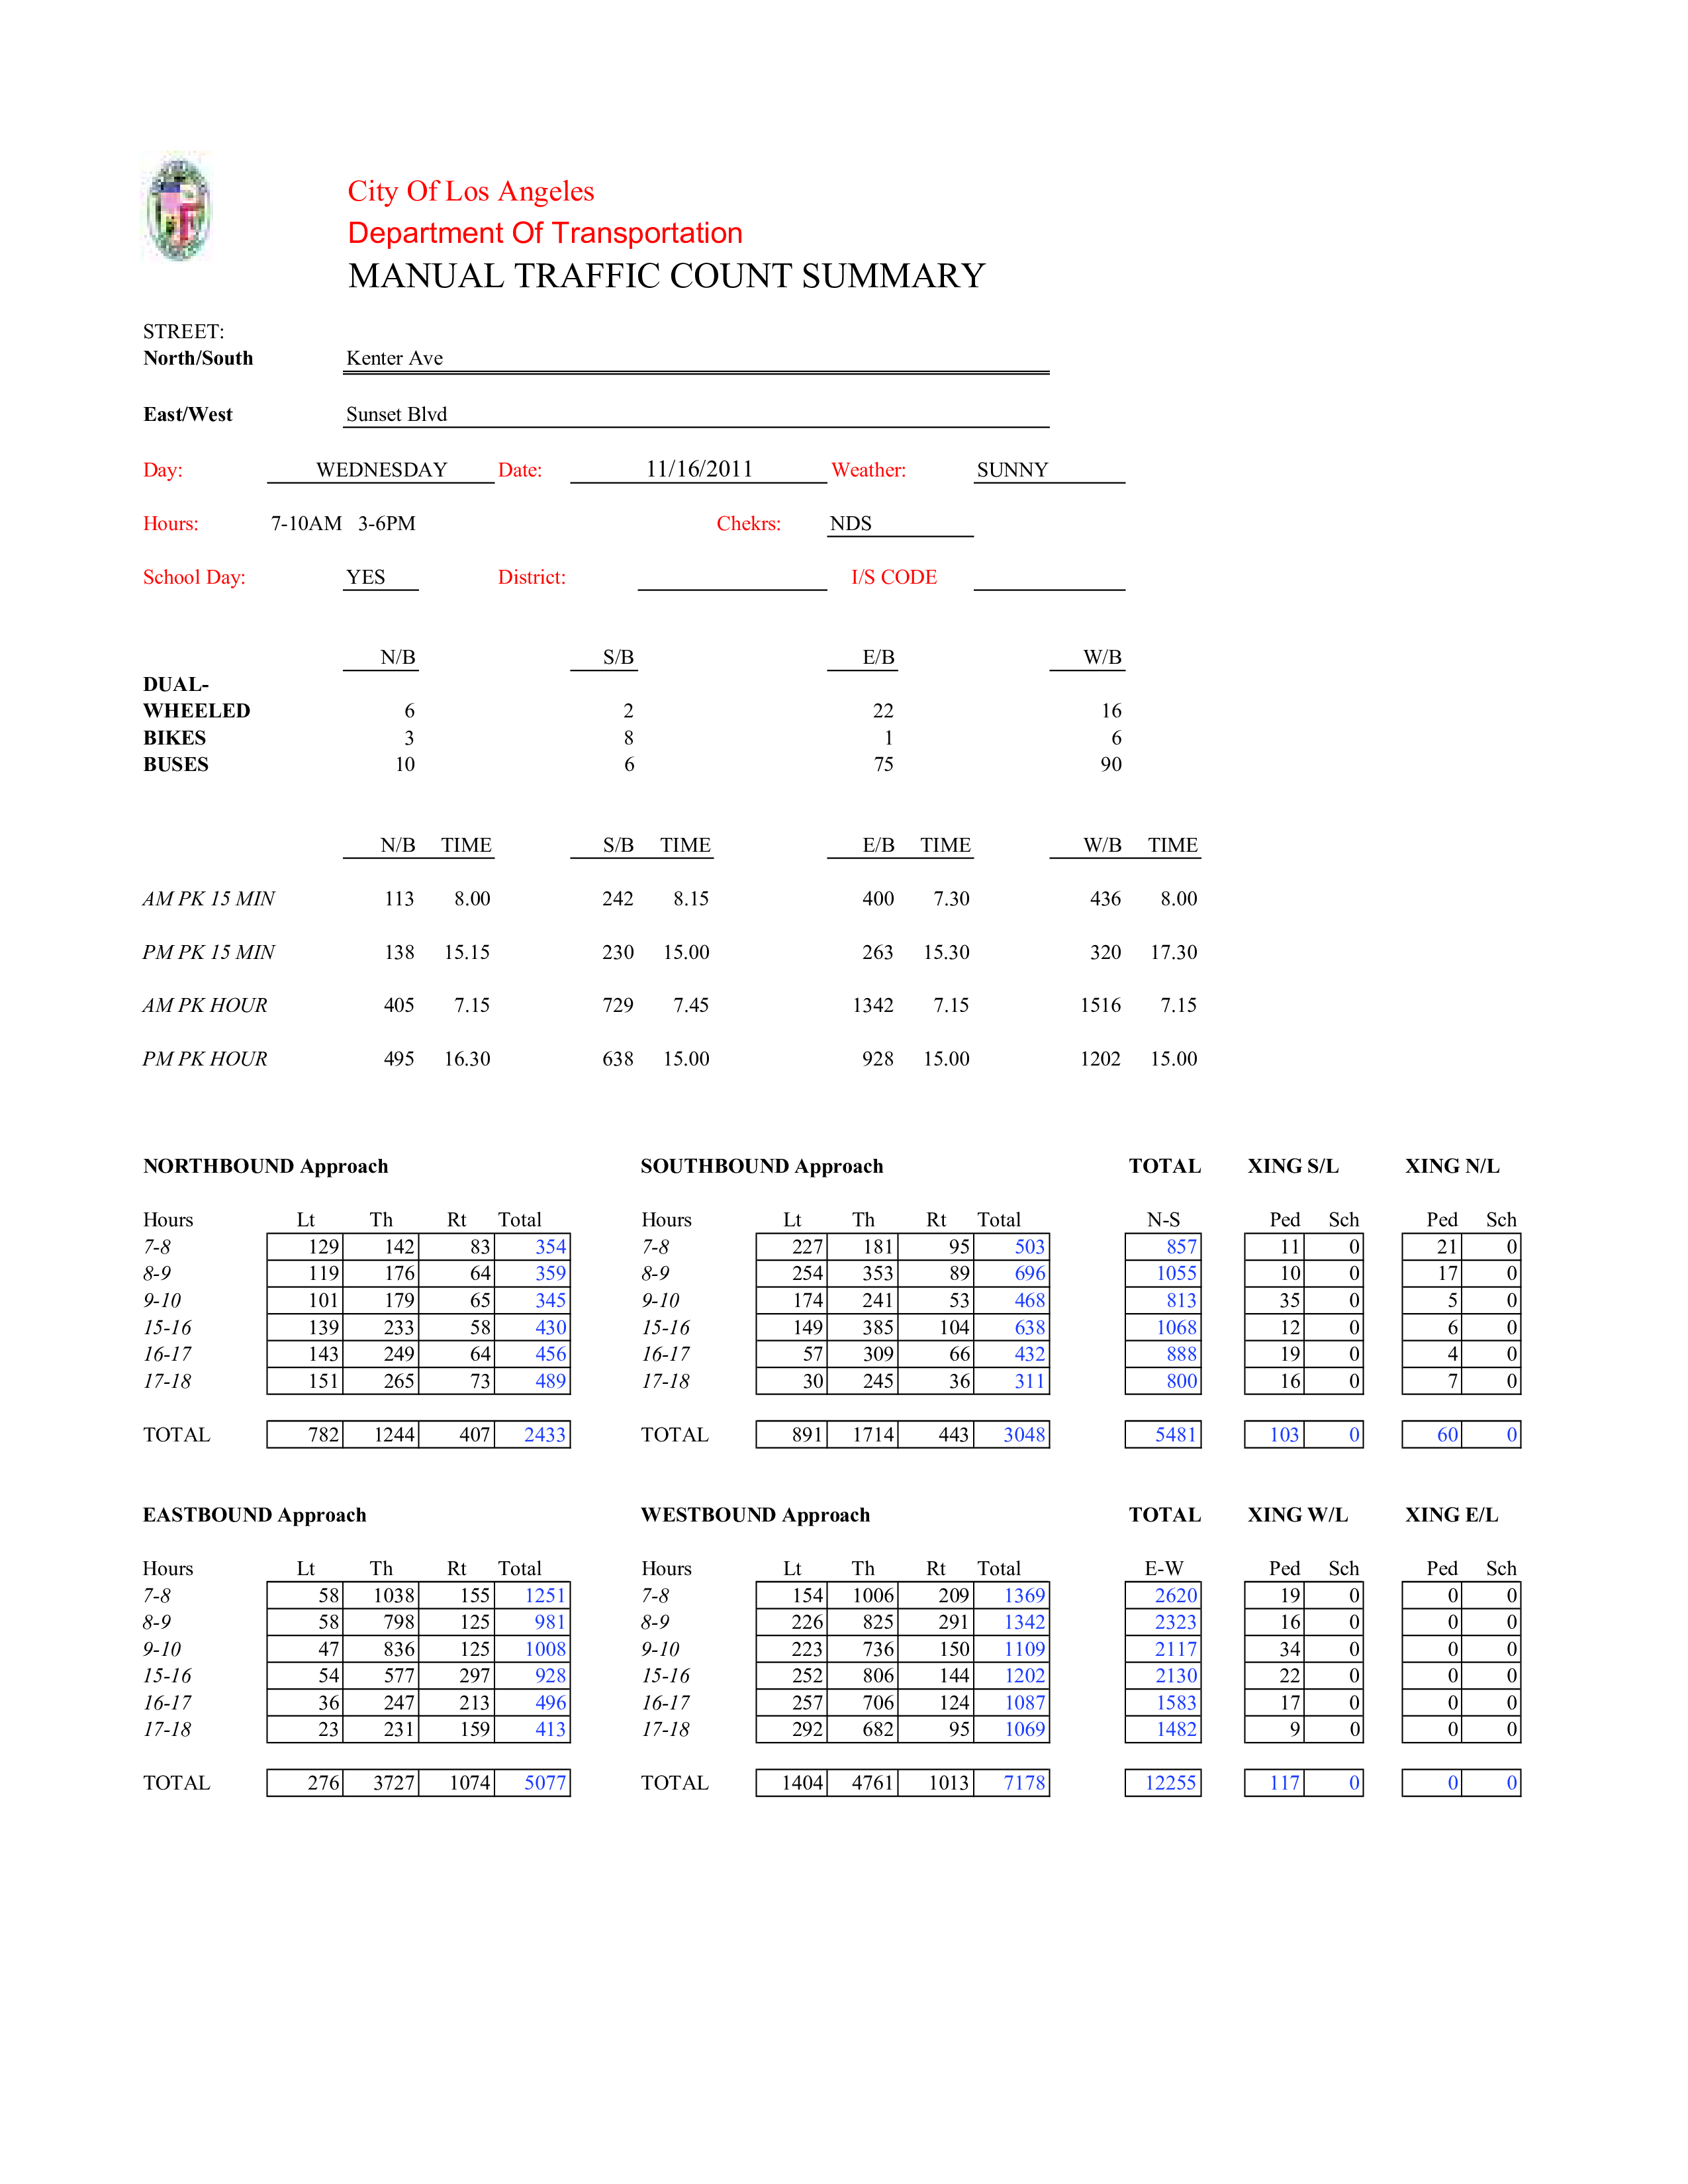 City Of Los Angeles
Department Of Transportation
MANUAL TRAFFIC COUNT SUMMARY
STREET:
North/South Kenter Ave
East/West Sunset Blvd
Day: WEDNESDAY Date: 11/16/2011 Weather: SUNNY
Hours: 7-10AM 3-6PM Chekrs: NDS
School Day: YES District: I/S CODE
N/B S/B E/B W/B
DUAL-
WHEELED 6 2 22 16
BIKES 3 8 1 6
BUSES 10 6 75 90
N/B TIME S/B TIME E/B TIME W/B TIME
AM PK 15 MIN 113 8.00 242 8.15 400 7.30 436 8.00
PM PK 15 MIN 138 15.15 230 15.00 263 15.30 320 17.30
AM PK HOUR 405 7.15 729 7.45 1342 7.15 1516 7.15
PM PK HOUR 495 16.30 638 15.00 928 15.00 1202 15.00
NORTHBOUND Approach SOUTHBOUND Approach TOTAL XING S/L XING N/L
Hours Lt Th Rt Total Hours Lt Th Rt Total N-S Ped Sch Ped Sch
7-8 129 142 83 354 7-8 227 181 95 503 857 11 0 21 0
8-9 119 176 64 359 8-9 254 353 89 696 1055 10 0 17 0
9-10 101 179 65 345 9-10 174 241 53 468 813 35 0 5 0
15-16 139 233 58 430 15-16 149 385 104 638 1068 12 0 6 0
16-17 143 249 64 456 16-17 57 309 66 432 888 19 0 4 0
17-18 151 265 73 489 17-18 30 245 36 311 800 16 0 7 0
TOTAL 782 1244 407 2433 TOTAL 891 1714 443 3048 5481 103 0 60 0
EASTBOUND Approach WESTBOUND Approach TOTAL XING W/L XING E/L
Hours Lt Th Rt Total Hours Lt Th Rt Total E-W Ped Sch Ped Sch
7-8 58 1038 155 1251 7-8 154 1006 209 1369 2620 19 0 0 0
8-9 58 798 125 981 8-9 226 825 291 1342 2323 16 0 0 0
9-10 47 836 125 1008 9-10 223 736 150 1109 2117 34 0 0 0
15-16 54 577 297 928 15-16 252 806 144 1202 2130 22 0 0 0
16-17 36 247 213 496 16-17 257 706 124 1087 1583 17 0 0 0
17-18 23 231 159 413 17-18 292 682 95 1069 1482 9 0 0 0
TOTAL 276 3727 1074 5077 TOTAL 1404 4761 1013 7178 12255 117 0 0 0